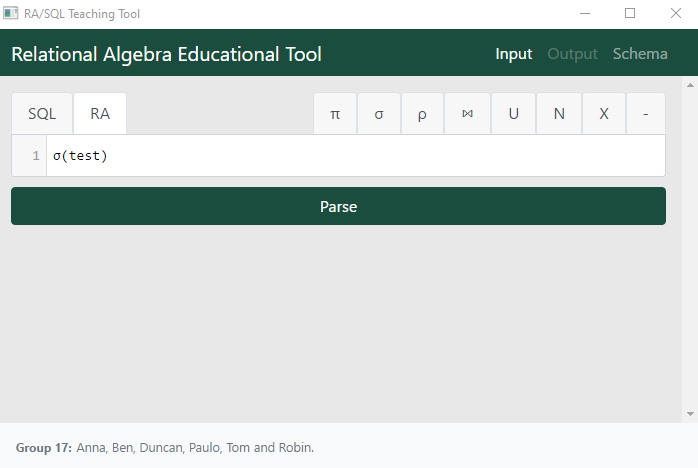 RA/SQL Teaching Tool
Relational Algebra Educational Tool Input Output Schema
SQL RA π σ ρ ⋈ U N X -
1 σ(test)
Parse
Group 17: Anna, Ben, Duncan, Paulo, Tom and Robin.